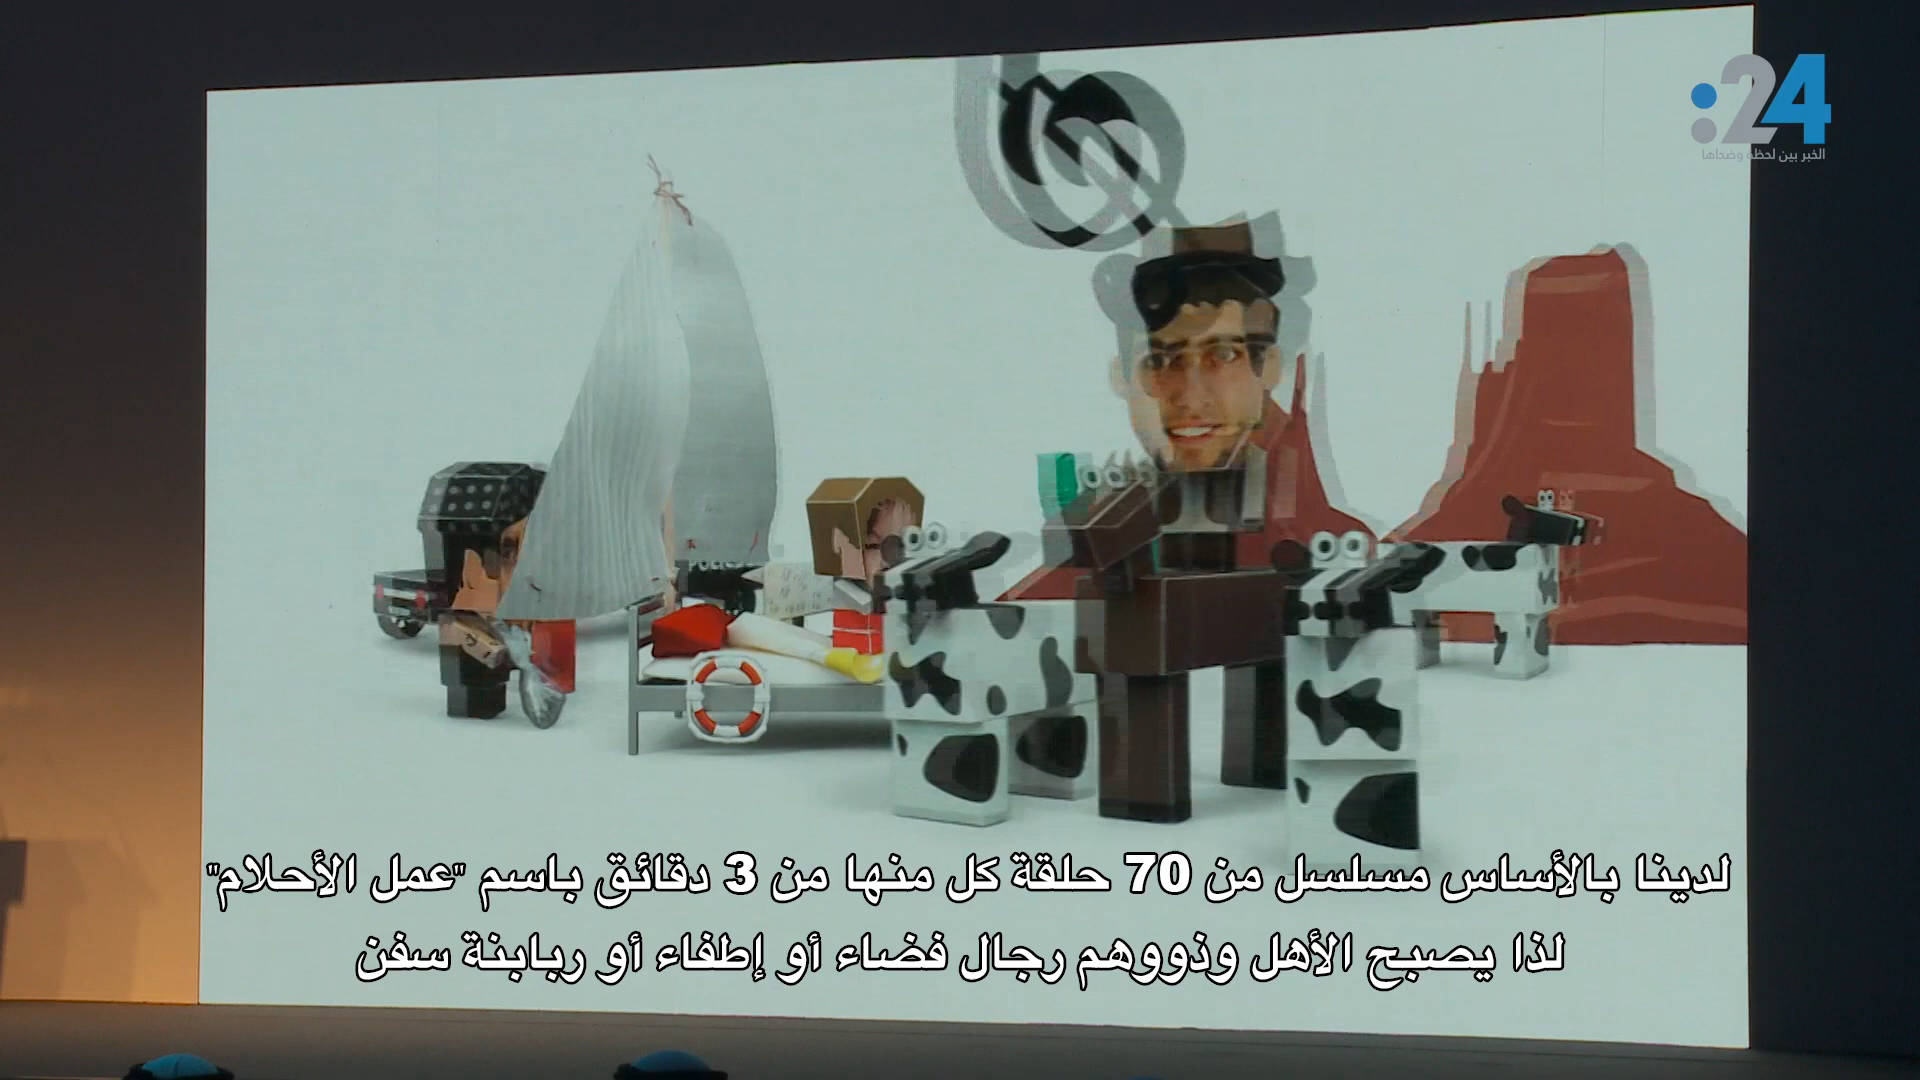 :24
الخبر بين لحظة وضحاها
POLICE
لدينا بالأساس مسلسل من 70 حلقة كل منها من 3 دقائق باسم "عمل الأحلام"
لذا يصبح الأهل وذووهم رجال فضاء أو إطفاء أو ربابنة سفن